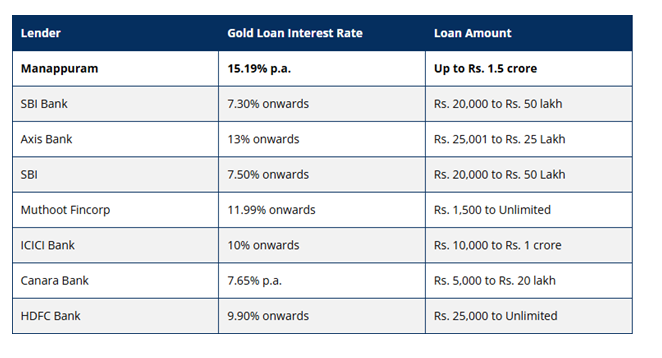 Lender Gold Loan Interest Rate Loan Amount
Manappuram 15.19% p.a. Up to Rs. 1.5 crore
SBI Bank 7.30% onwards Rs. 20,000 to Rs. 50 lakh
Axis Bank 13% onwards Rs. 25,001 to Rs. 25 Lakh
SBI 7.50% onwards Rs. 20,000 to Rs. 50 Lakh
Muthoot Fincorp 11.99% onwards Rs. 1,500 to Unlimited
ICICI Bank 10% onwards Rs. 10,000 to Rs. 1 crore
Canara Bank 7.65% p.a. Rs. 5,000 to Rs. 20 lakh
HDFC Bank 9.90% onwards Rs. 25,000 to Unlimited